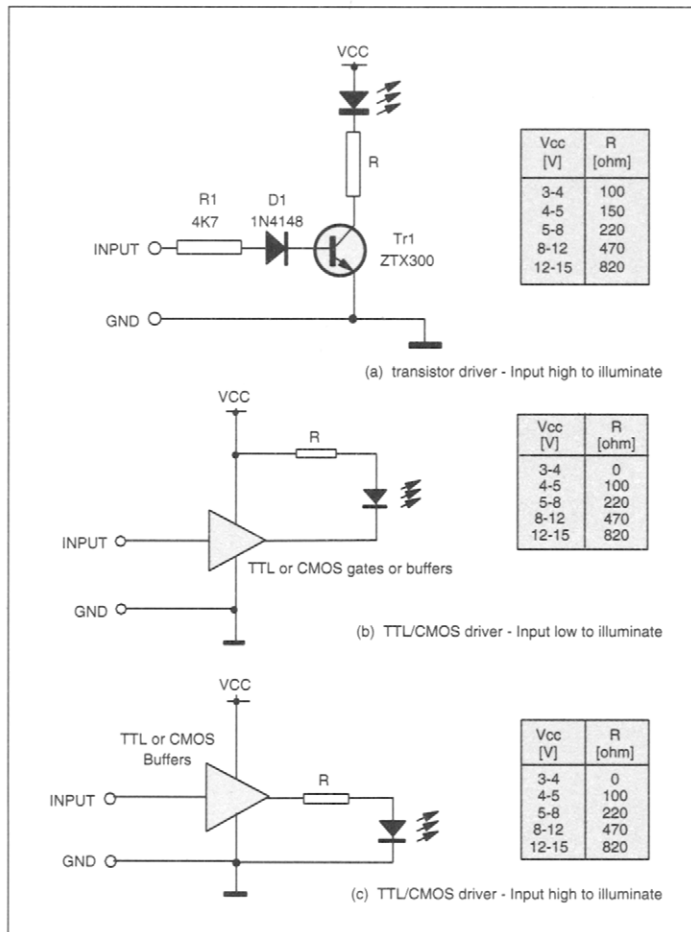 VCC
R
R1
4K7
D1
1N4148
Tr1
ZTX300
INPUT
GND
Vcc R
[V] [ohm]
3-4 100
4-5 150
5-8 220
8-12 470
12-15 820
(a) transistor driver - Input high to illuminate
VCC
R
INPUT
TTL or CMOS gates or buffers
GND
Vcc R
[V] [ohm]
3-4 0
4-5 100
5-8 220
8-12 470
12-15 820
(b) TTL/CMOS driver - Input low to illuminate
VCC
TTL or CMOS
Buffers
R
INPUT
GND
Vcc R
[V] [ohm]
3-4 0
4-5 100
5-8 220
8-12 470
12-15 820
(c) TTL/CMOS driver - Input high to illuminate